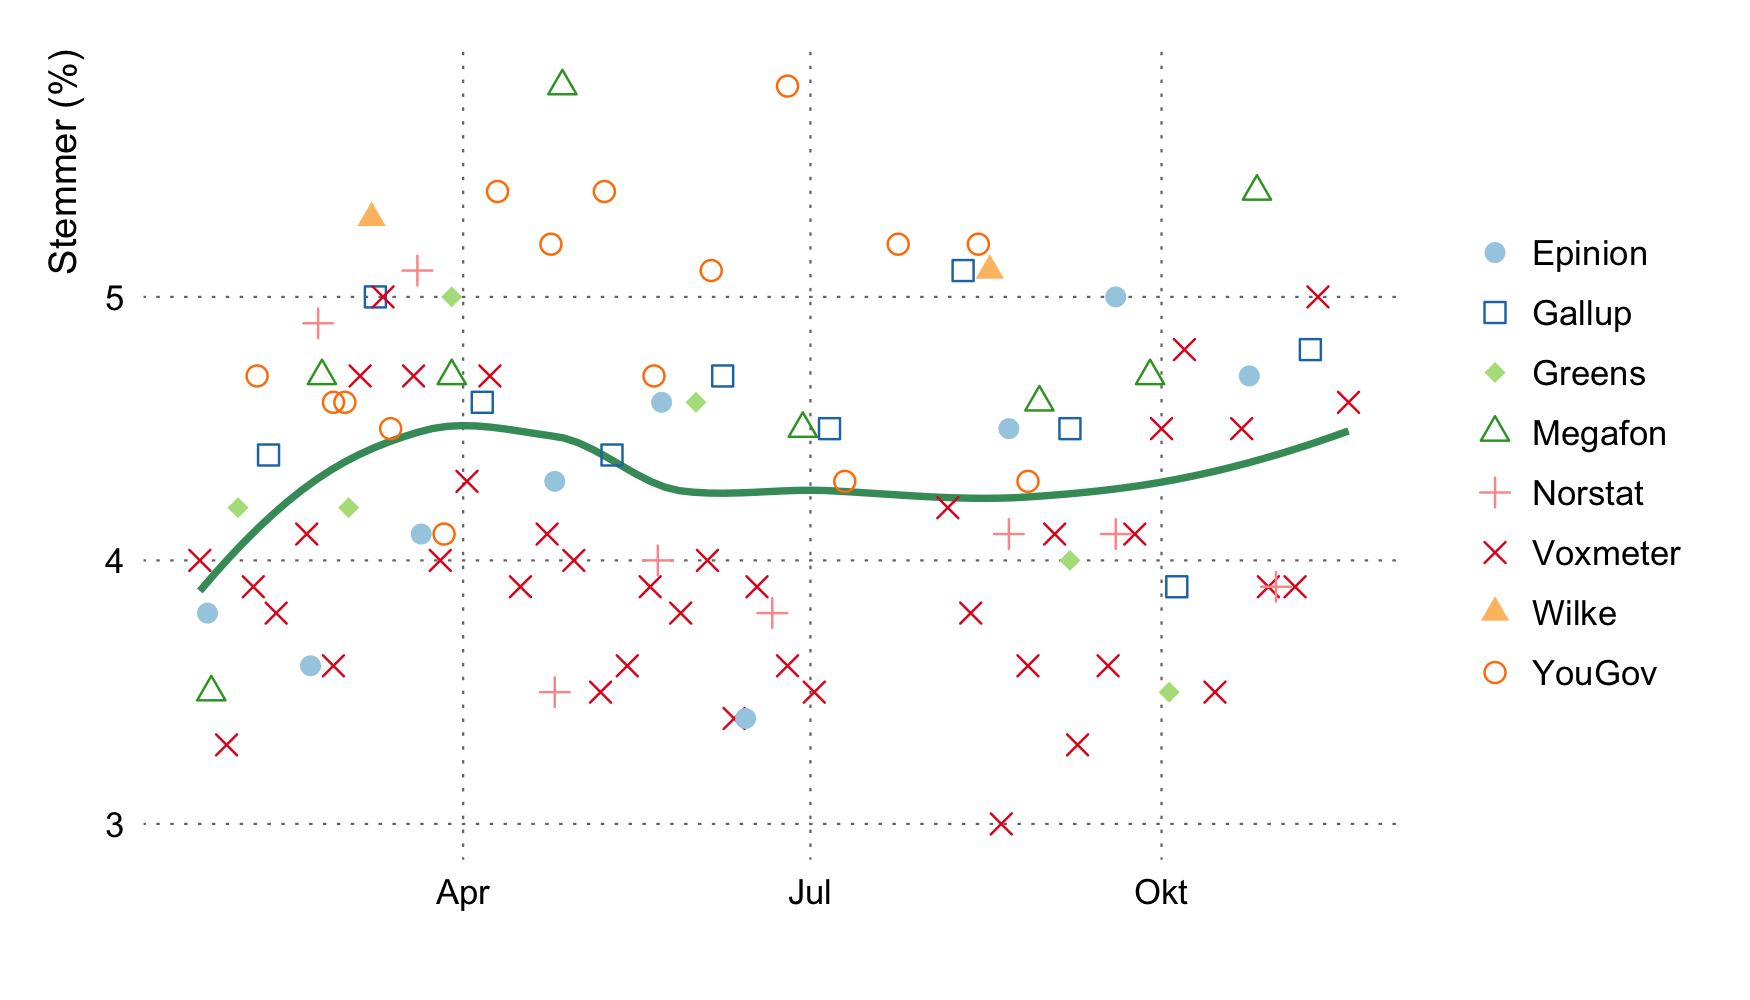 Stemmer (%)
5
4
3
Apr Jul Okt
Epinion
Gallup
Greens
Megafon
Norstat
Voxmeter
Wilke
YouGov